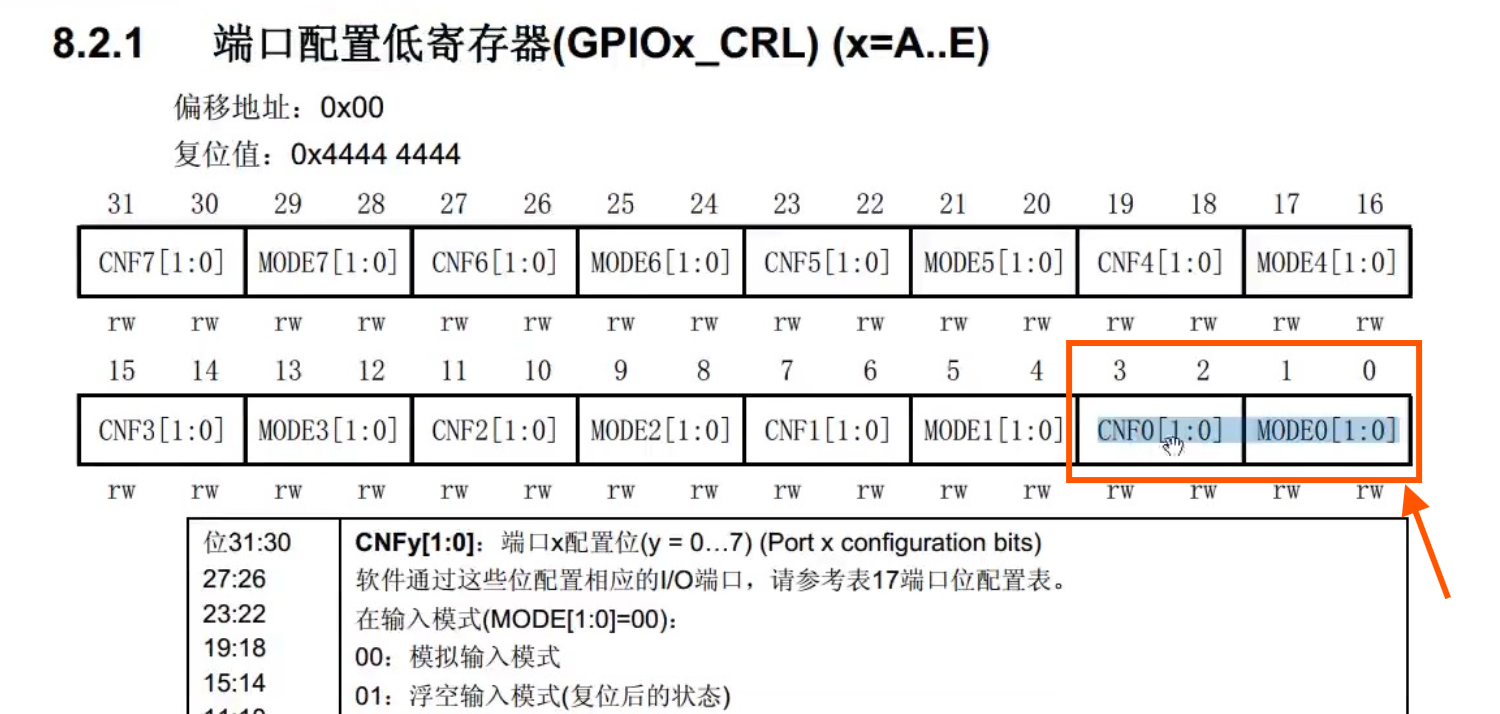 8.2.1 端口配置低寄存器(GPIOx_CRL) (x=A..E)
偏移地址：0x00
复位值：0x4444 4444
31 30 29 28 27 26 25 24 23 22 21 20 19 18 17 16
CNF7[1:0] MODE7[1:0] CNF6[1:0] MODE6[1:0] CNF5[1:0] MODE5[1:0] CNF4[1:0] MODE4[1:0]
rw rw rw rw rw rw rw rw rw rw rw rw rw rw rw rw
15 14 13 12 11 10 9 8 7 6 5 4 3 2 1 0
CNF3[1:0] MODE3[1:0] CNF2[1:0] MODE2[1:0] CNF1[1:0] MODE1[1:0] CNF0[1:0] MODE0[1:0]
rw rw rw rw rw rw rw rw rw rw rw rw rw rw rw rw
位31:30 CNFy[1:0]：端口x配置位(y = 0…7) (Port x configuration bits)
27:26 软件通过这些位配置相应的I/O端口，请参考表17端口位配置表。
23:22 在输入模式(MODE[1:0]=00)：
19:18 00：模拟输入模式
15:14 01：浮空输入模式(复位后的状态)